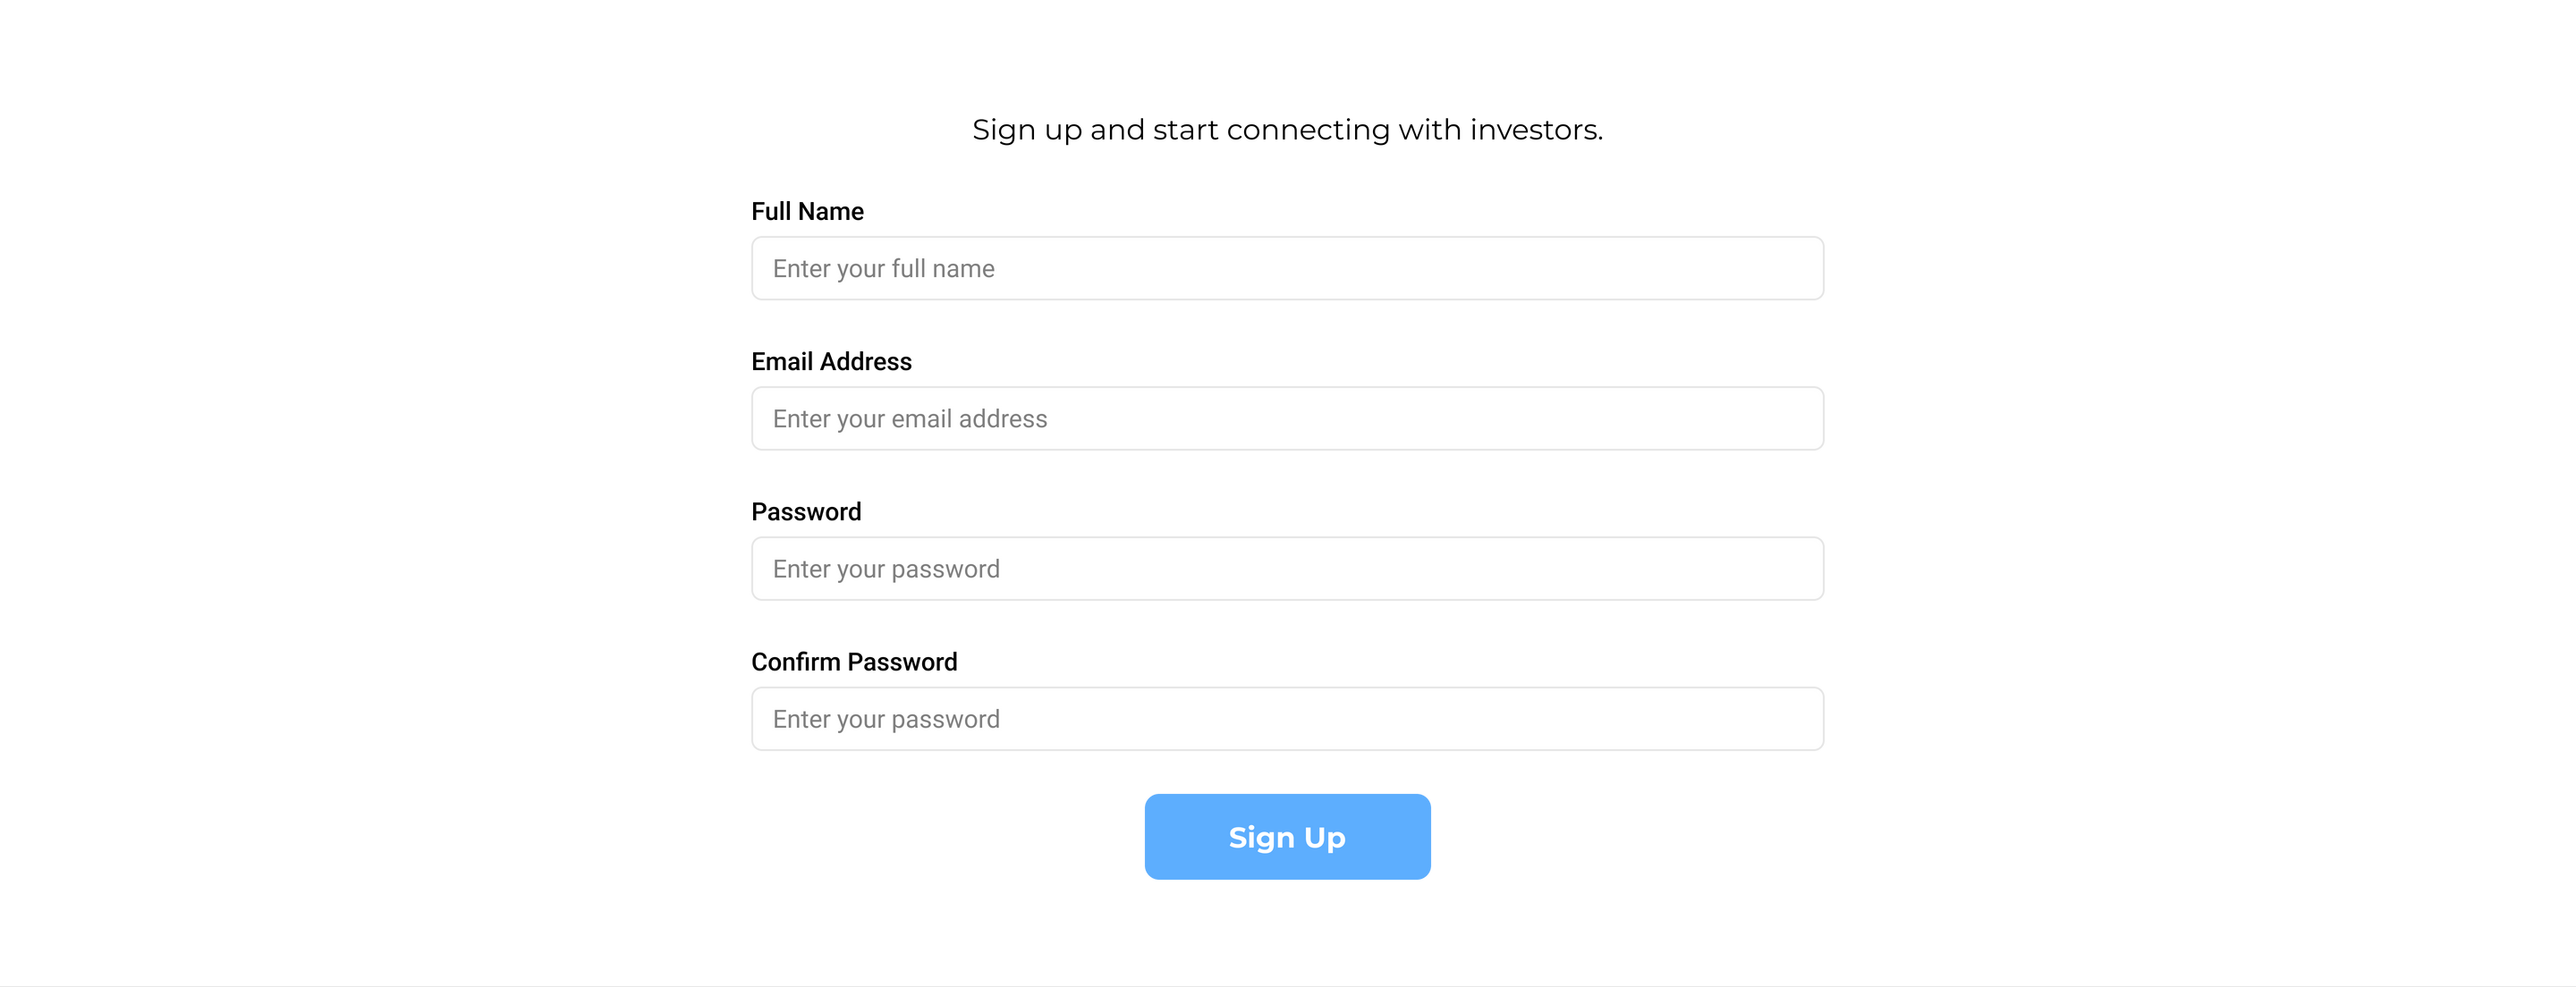 Sign up and start connecting with investors.
Full Name
Enter your full name
Email Address
Enter your email address
Password
Enter your password
Confirm Password
Enter your password
Sign Up